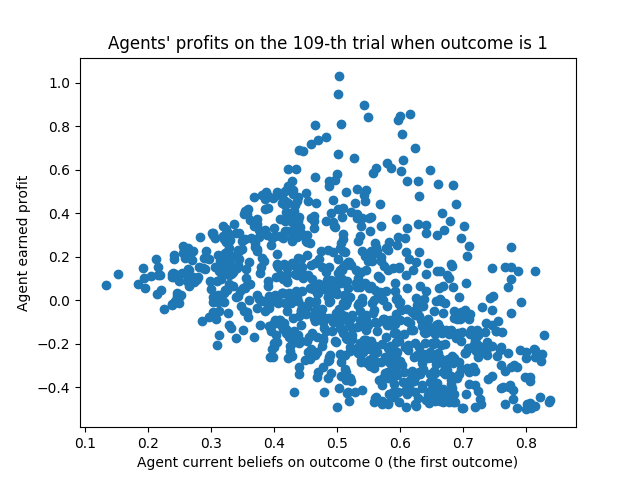 Agents' profits on the 109-th trial when outcome is 1
1.0
0.8
0.6
0.4
0.2
0.0
−0.2
−0.4
Agent earned profit
0.1 0.2 0.3 0.4 0.5 0.6 0.7 0.8
Agent current beliefs on outcome 0 (the first outcome)